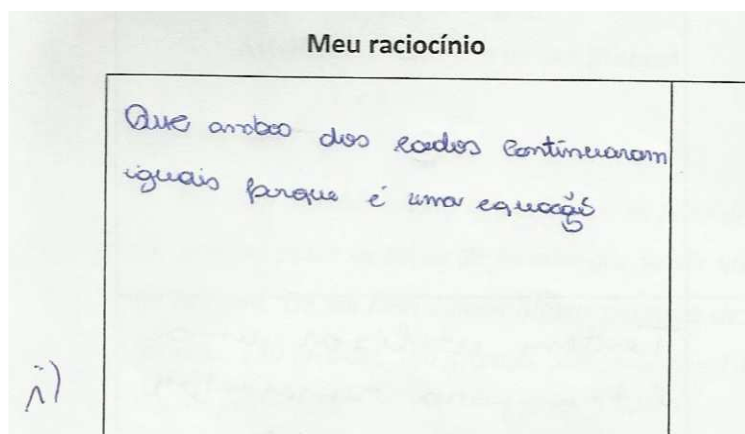 Meu raciocínio
Que ambos dos lados continuaram
iguais porque é uma equação
i)